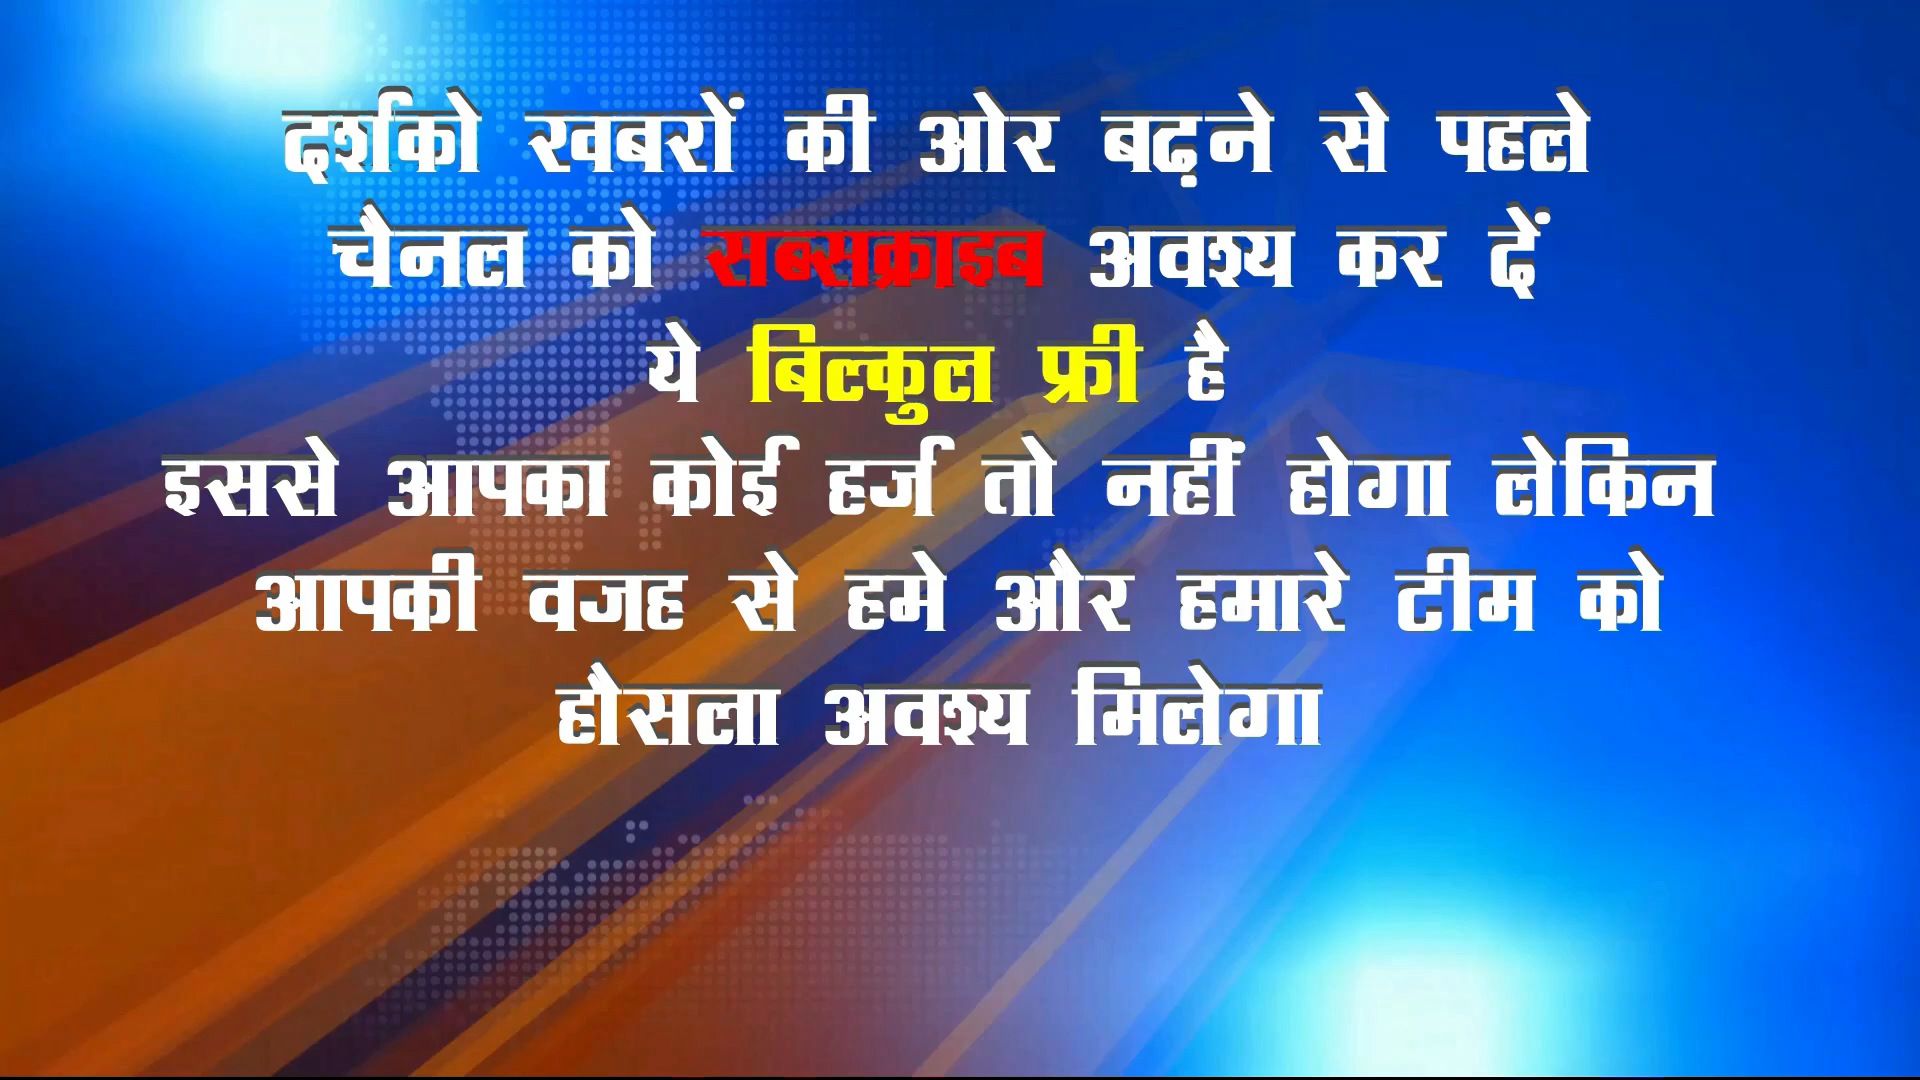 दर्शको खबरों की ओर बढ़ने से पहले
चैनल को सब्सक्राइब अवश्य कर दें
ये बिल्कुल फ्री है
इससे आपका कोई हर्ज तो नहीं होगा लेकिन
आपकी वजह से हमे और हमारे टीम को
हौसला अवश्य मिलेगा